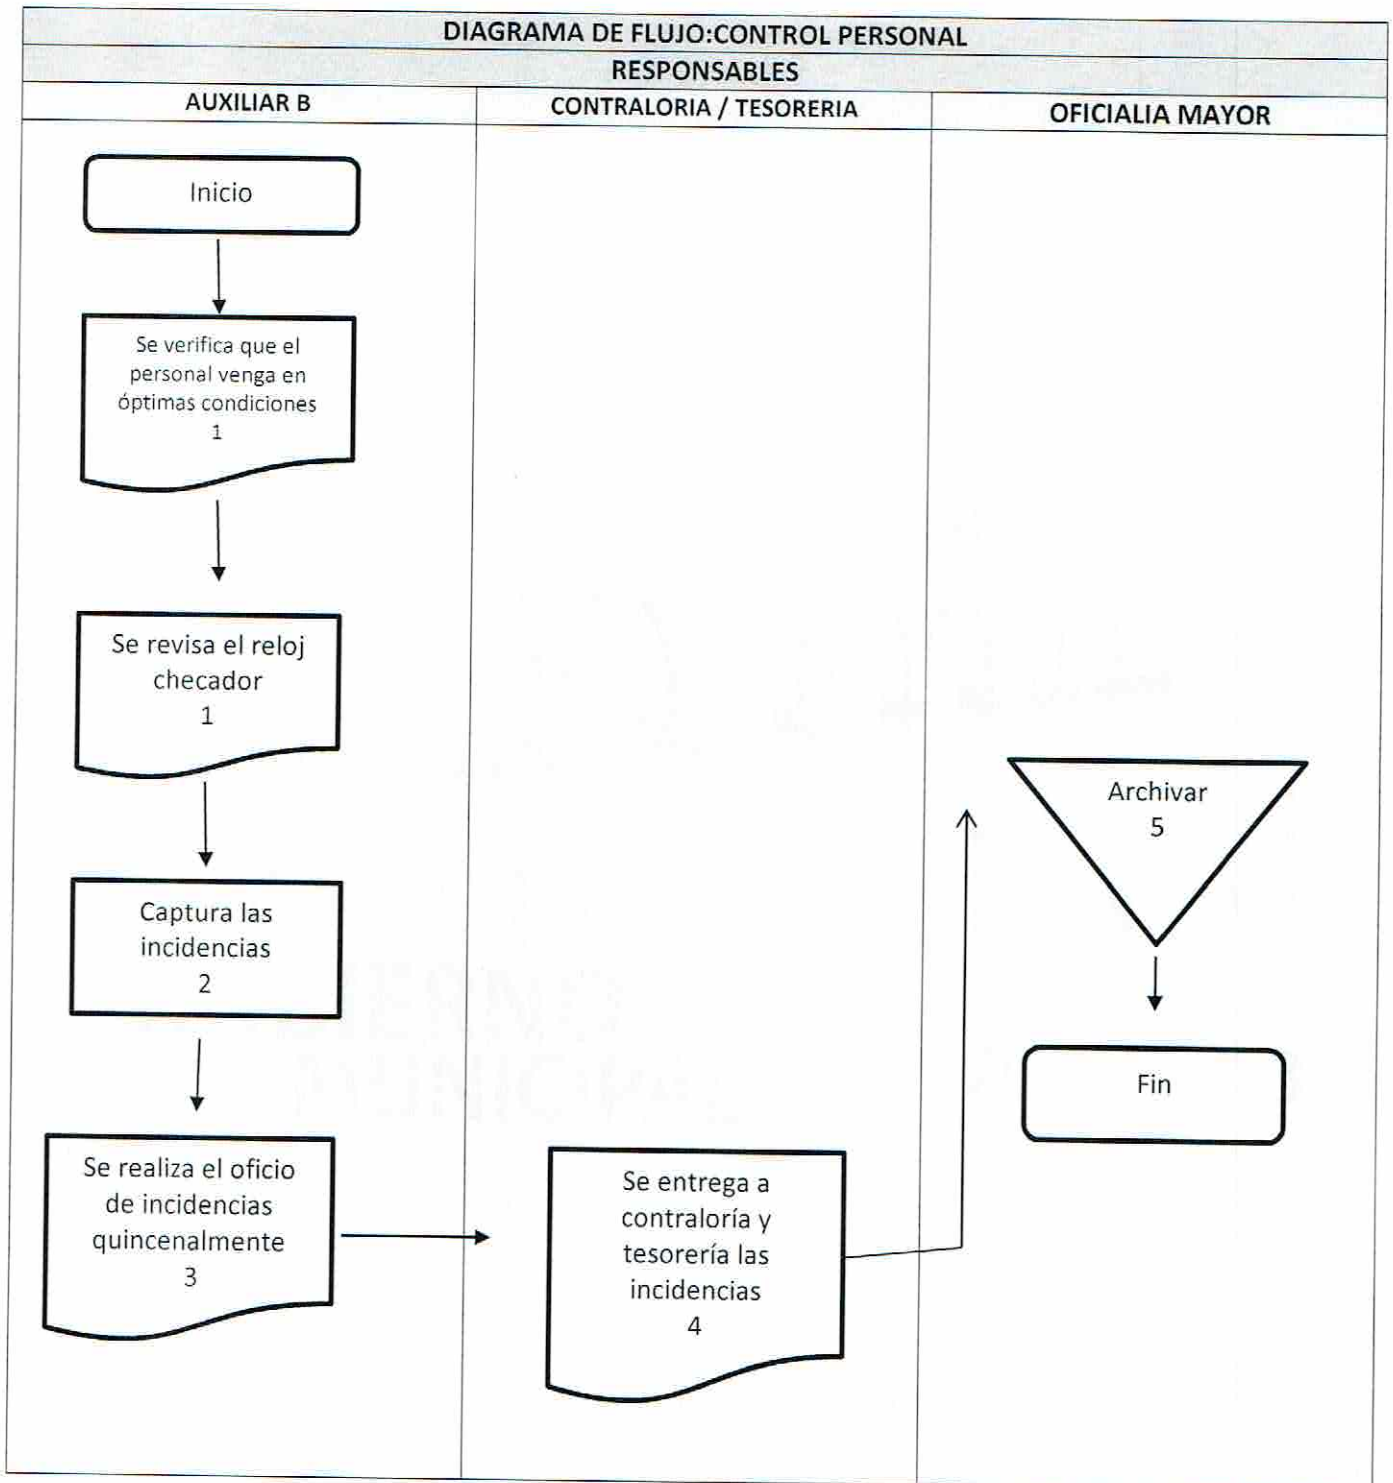 DIAGRAMA DE FLUJO:CONTROL PERSONAL
RESPONSABLES
AUXILIAR B
CONTRALORIA / TESORERIA
OFICIALIA MAYOR
Inicio
Se verifica que el
personal venga en
óptimas condiciones
1
Se revisa el reloj
checador
1
Captura las
incidencias
2
Se realiza el oficio
de incidencias
quincenalmente
3
Se entrega a
contraloría y
tesorería las
incidencias
4
Archivar
5
Fin